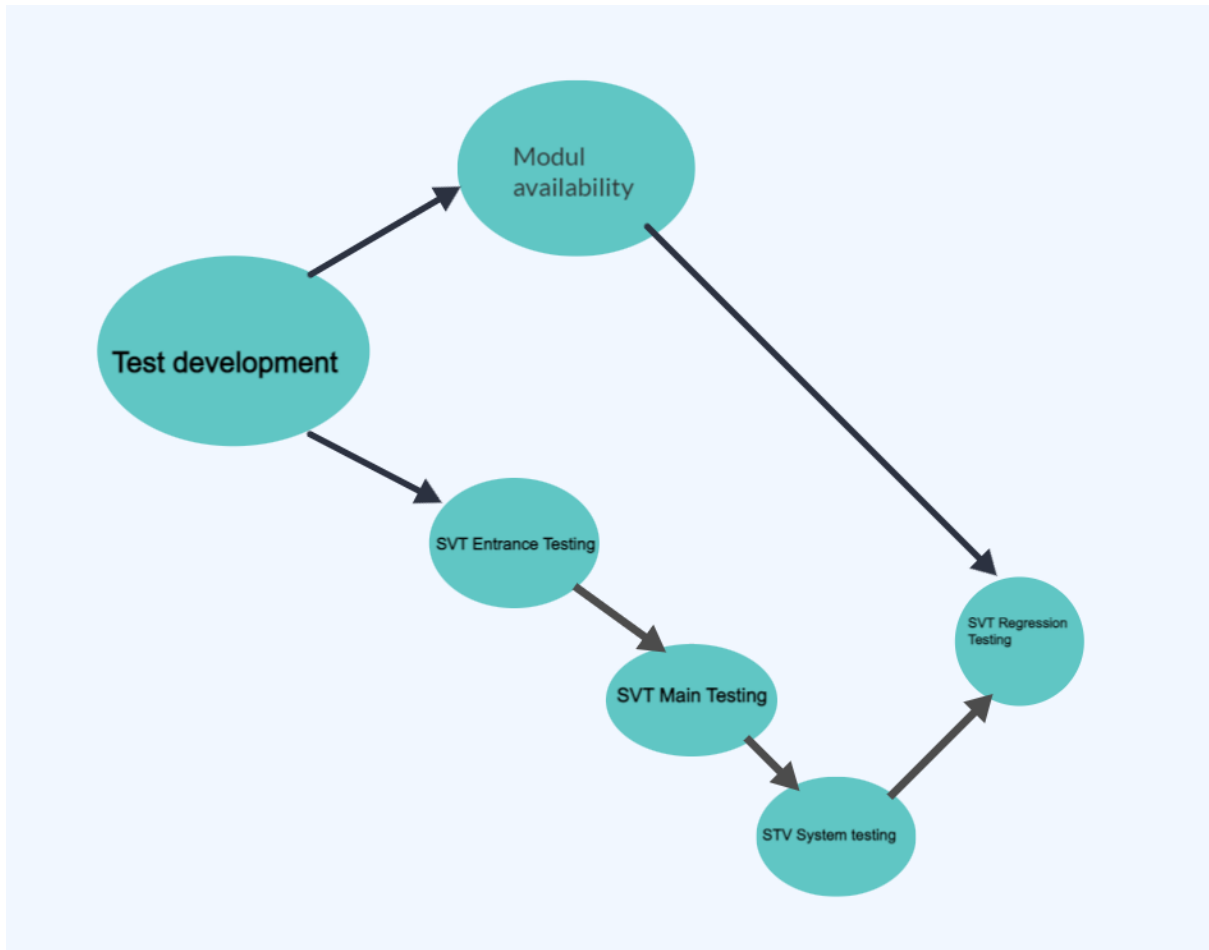 Modul
availability
Test development
SVT Entrance Testing
SVT Regression
Testing
SVT Main Testing
STV System testing